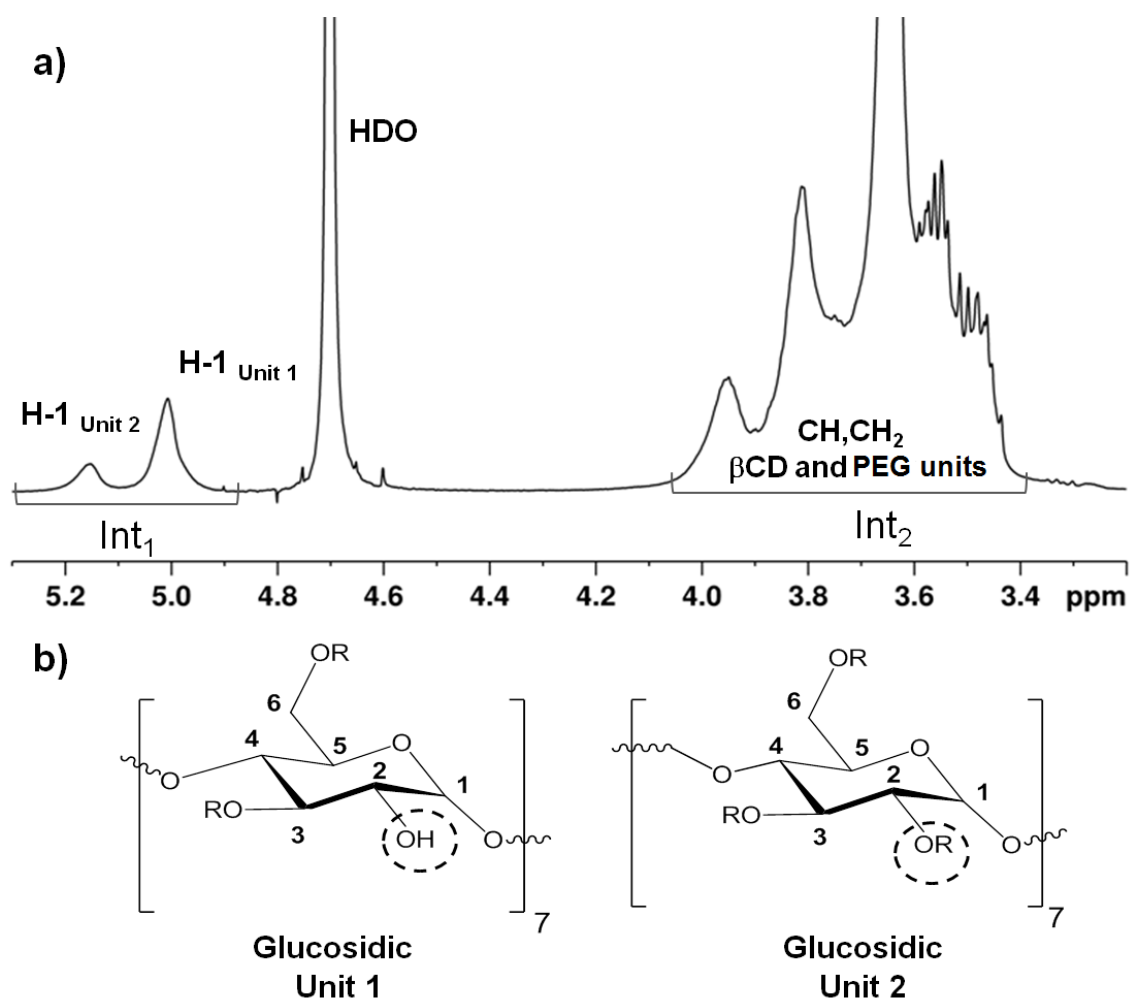 a)
HDO
H-1 Unit 1
H-1 Unit 2
CH,CH2
βCD and PEG units
Int1
Int2
5.2 5.0 4.8 4.6 4.4 4.2 4.0 3.8 3.6 3.4 ppm
b)
OR
6
4
5
O
2
1
O
RO
3
OH
O
7
Glucosidic
Unit 1
OR
6
4
5
O
2
1
O
RO
3
OR
O
7
Glucosidic
Unit 2